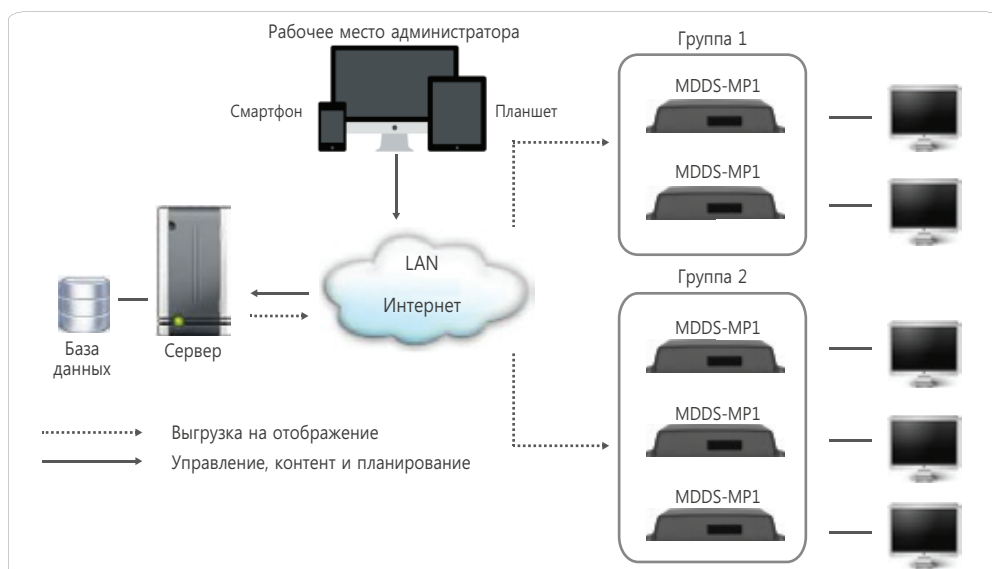 Рабочее место администратора
Смартфон
Планшет
Группа 1
MDDS-MP1
MDDS-MP1
LAN
Интернет
База
данных
Сервер
Группа 2
MDDS-MP1
MDDS-MP1
MDDS-MP1
Выгрузка на отображение
Управление, контент и планирование